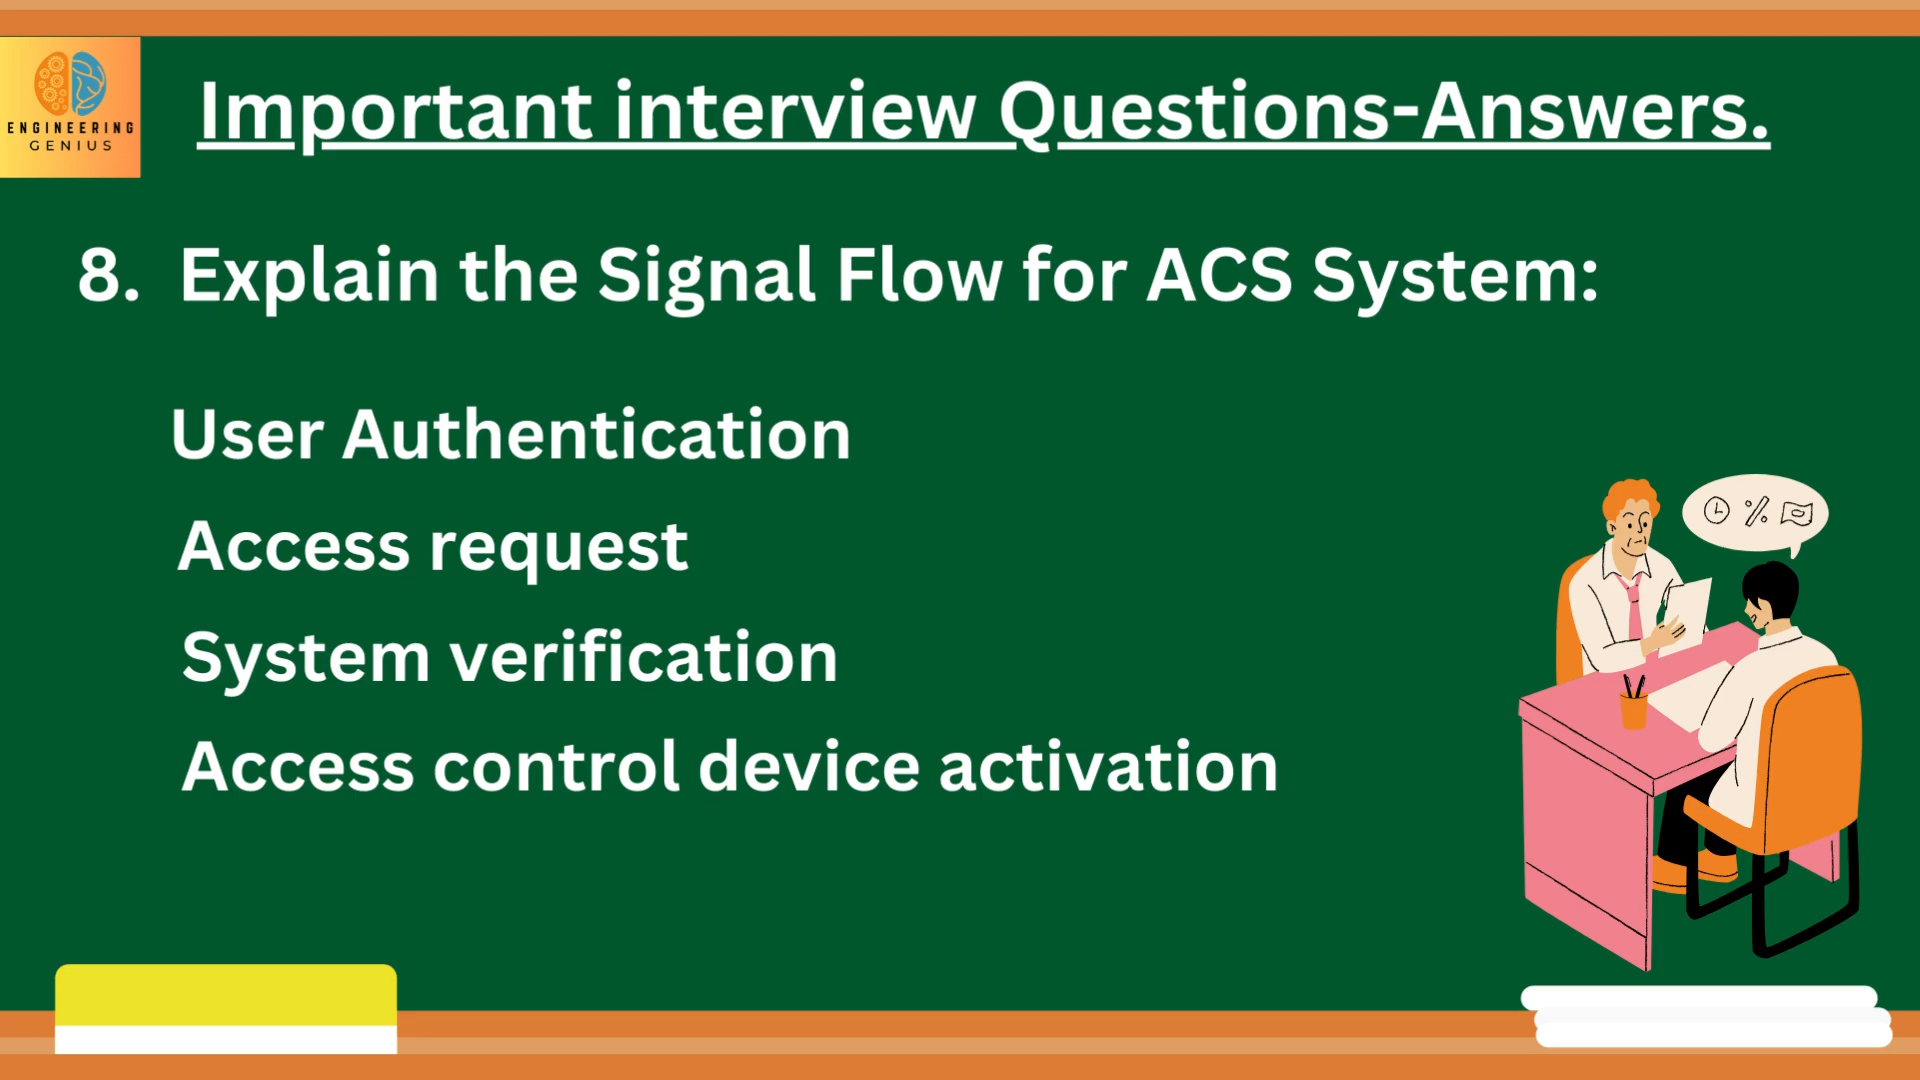 ENGINEERING
GENIUS
Important interview Questions-Answers.
8. Explain the Signal Flow for ACS System:
User Authentication
Access request
System verification
Access control device activation
%